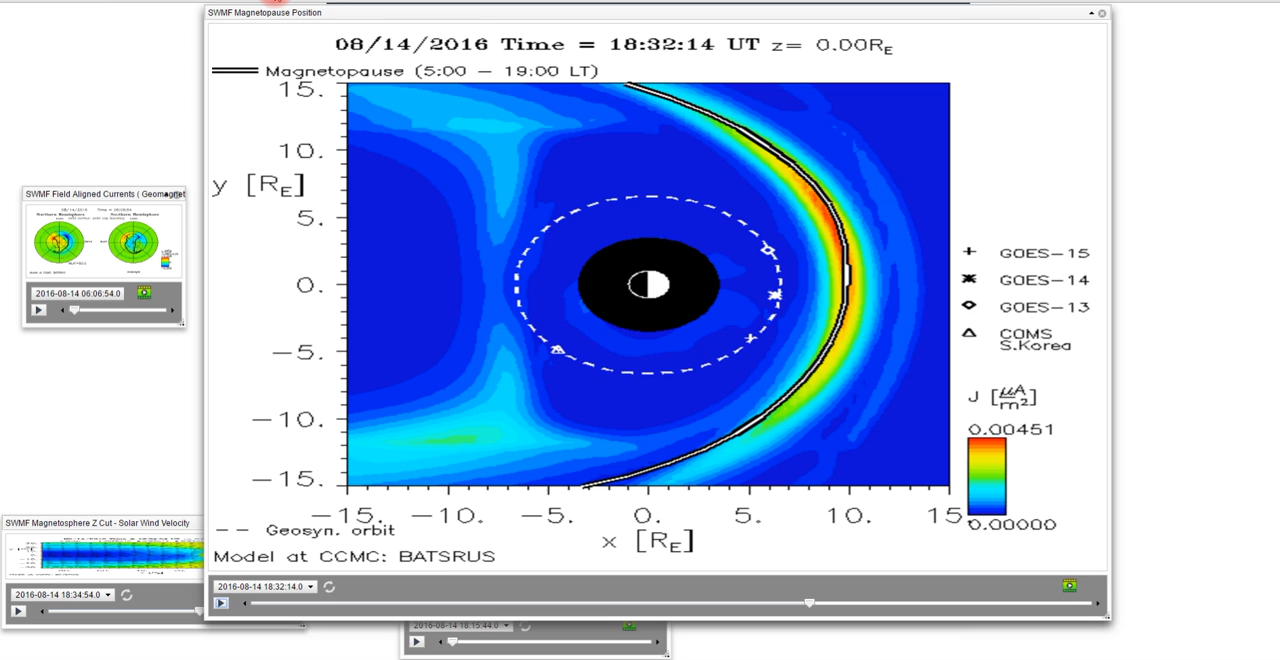 SWMF Magnetopause Position
08/14/2016 Time = 18:32:14 UT z= 0.00RE
Magnetopause (5:00 – 19:00 LT)
15.
10.
y [RE]
5.
0.
−5.
−10.
−15.
−15. −10. −5. 0. 5. 10. 15.
x [RE]
GOES−15
GOES−14
GOES−13
COMS
S.Korea
J [μA/m2]
0.00451
0.00000
Geosyn. orbit
Model at CCMC: BATSRUS
2016-08-14 18:32:14.0
SWMF Field Aligned Currents ( Geomagnet
Northern Hemisphere Northern Hemisphere
2016-08-14 06:06:54.0
SWMF Magnetosphere Z Cut - Solar Wind Velocity
2016-08-14 18:34:54.0
2016-08-14 18:15:44.0